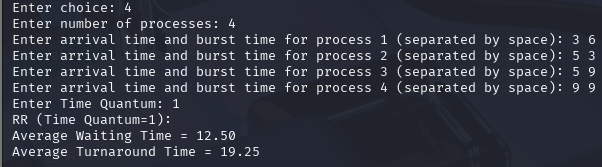 Enter choice: 4
Enter number of processes: 4
Enter arrival time and burst time for process 1 (separated by space): 3 6
Enter arrival time and burst time for process 2 (separated by space): 5 3
Enter arrival time and burst time for process 3 (separated by space): 5 9
Enter arrival time and burst time for process 4 (separated by space): 9 9
Enter Time Quantum: 1
RR (Time Quantum=1):
Average Waiting Time = 12.50
Average Turnaround Time = 19.25